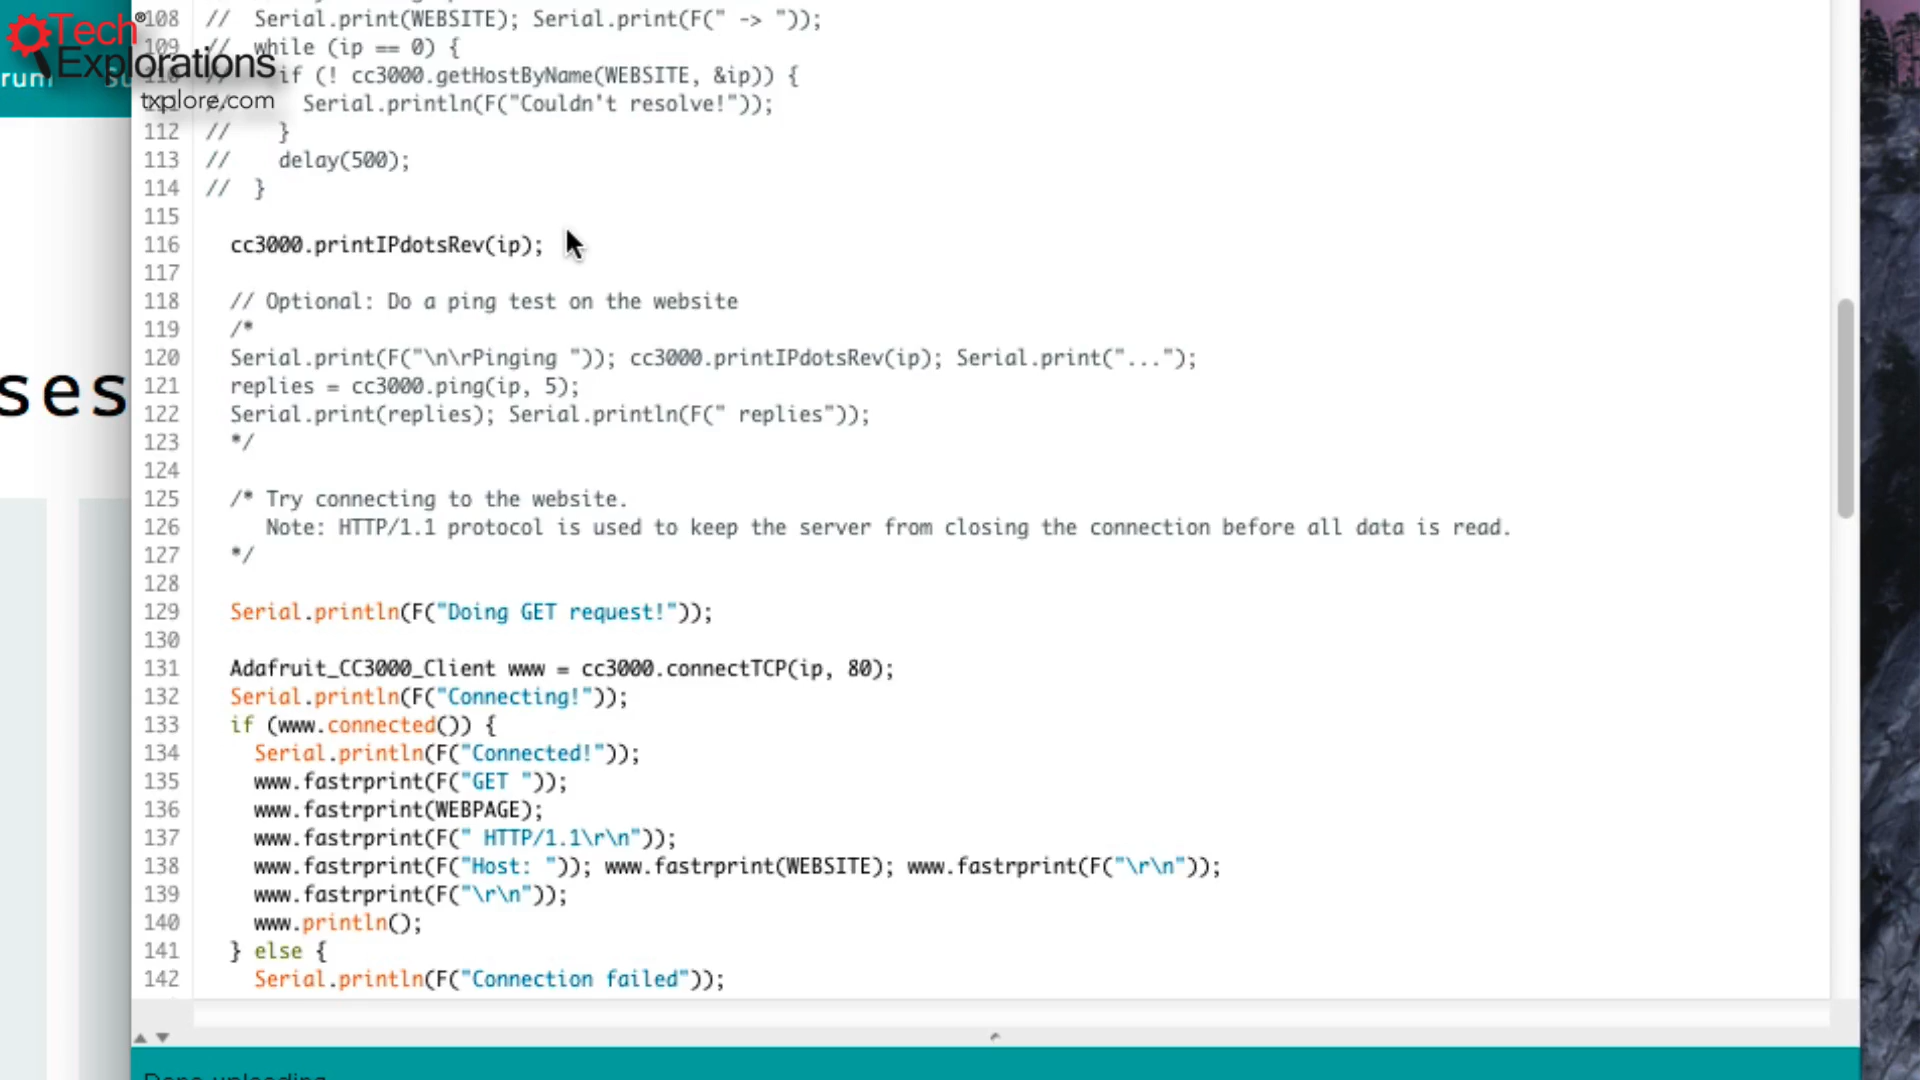 Tech®
Explorations
txplore.com
rum
ses
108 //  Serial.print(WEBSITE); Serial.print(F(" -> "));
109 //  while (ip == 0) {
if (! cc3000.getHostByName(WEBSITE, &ip)) {
Serial.println(F("Couldn't resolve!"));
112 //    }
113 //    delay(500);
114 //  }
115
116   cc3000.printIPdotsRev(ip);
117
118   // Optional: Do a ping test on the website
119   /*
120   Serial.print(F("\n\rPinging ")); cc3000.printIPdotsRev(ip); Serial.print("...");
121   replies = cc3000.ping(ip, 5);
122   Serial.print(replies); Serial.println(F(" replies"));
123   */
124
125   /* Try connecting to the website.
126      Note: HTTP/1.1 protocol is used to keep the server from closing the connection before all data is read.
127   */
128
129   Serial.println(F("Doing GET request!"));
130
131   Adafruit_CC3000_Client www = cc3000.connectTCP(ip, 80);
132   Serial.println(F("Connecting!"));
133   if (www.connected()) {
134     Serial.println(F("Connected!"));
135     www.fastrprint(F("GET "));
136     www.fastrprint(WEBPAGE);
137     www.fastrprint(F(" HTTP/1.1\r\n"));
138     www.fastrprint(F("Host: ")); www.fastrprint(WEBSITE); www.fastrprint(F("\r\n"));
139     www.fastrprint(F("\r\n"));
140     www.println();
141   } else {
142     Serial.println(F("Connection failed"));
Done uploading